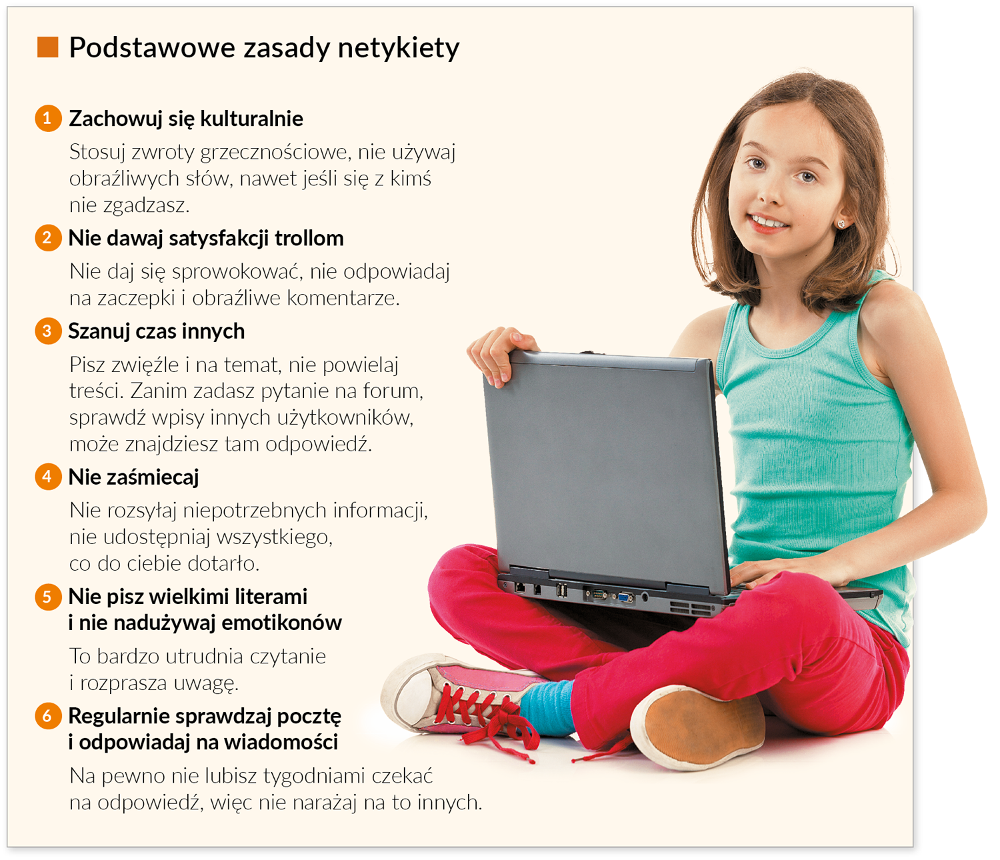 Podstawowe zasady netykiety
1 Zachowuj się kulturalnie
Stosuj zwroty grzecznościowe, nie używaj
obraźliwych słów, nawet jeśli się z kimś
nie zgadzasz.
2 Nie dawaj satysfakcji trollom
Nie daj się sprowokować, nie odpowiadaj
na zaczepki i obraźliwe komentarze.
3 Szanuj czas innych
Pisz zwięźle i na temat, nie powielaj
treści. Zanim zadasz pytanie na forum,
sprawdź wpisy innych użytkowników,
może znajdziesz tam odpowiedź.
4 Nie zaśmiecaj
Nie rozsyłaj niepotrzebnych informacji,
nie udostępniaj wszystkiego,
co do ciebie dotarło.
5 Nie pisz wielkimi literami
i nie nadużywaj emotikonów
To bardzo utrudnia czytanie
i rozprasza uwagę.
6 Regularnie sprawdzaj pocztę
i odpowiadaj na wiadomości
Na pewno nie lubisz tygodniami czekać
na odpowiedź, więc nie narażaj na to innych.